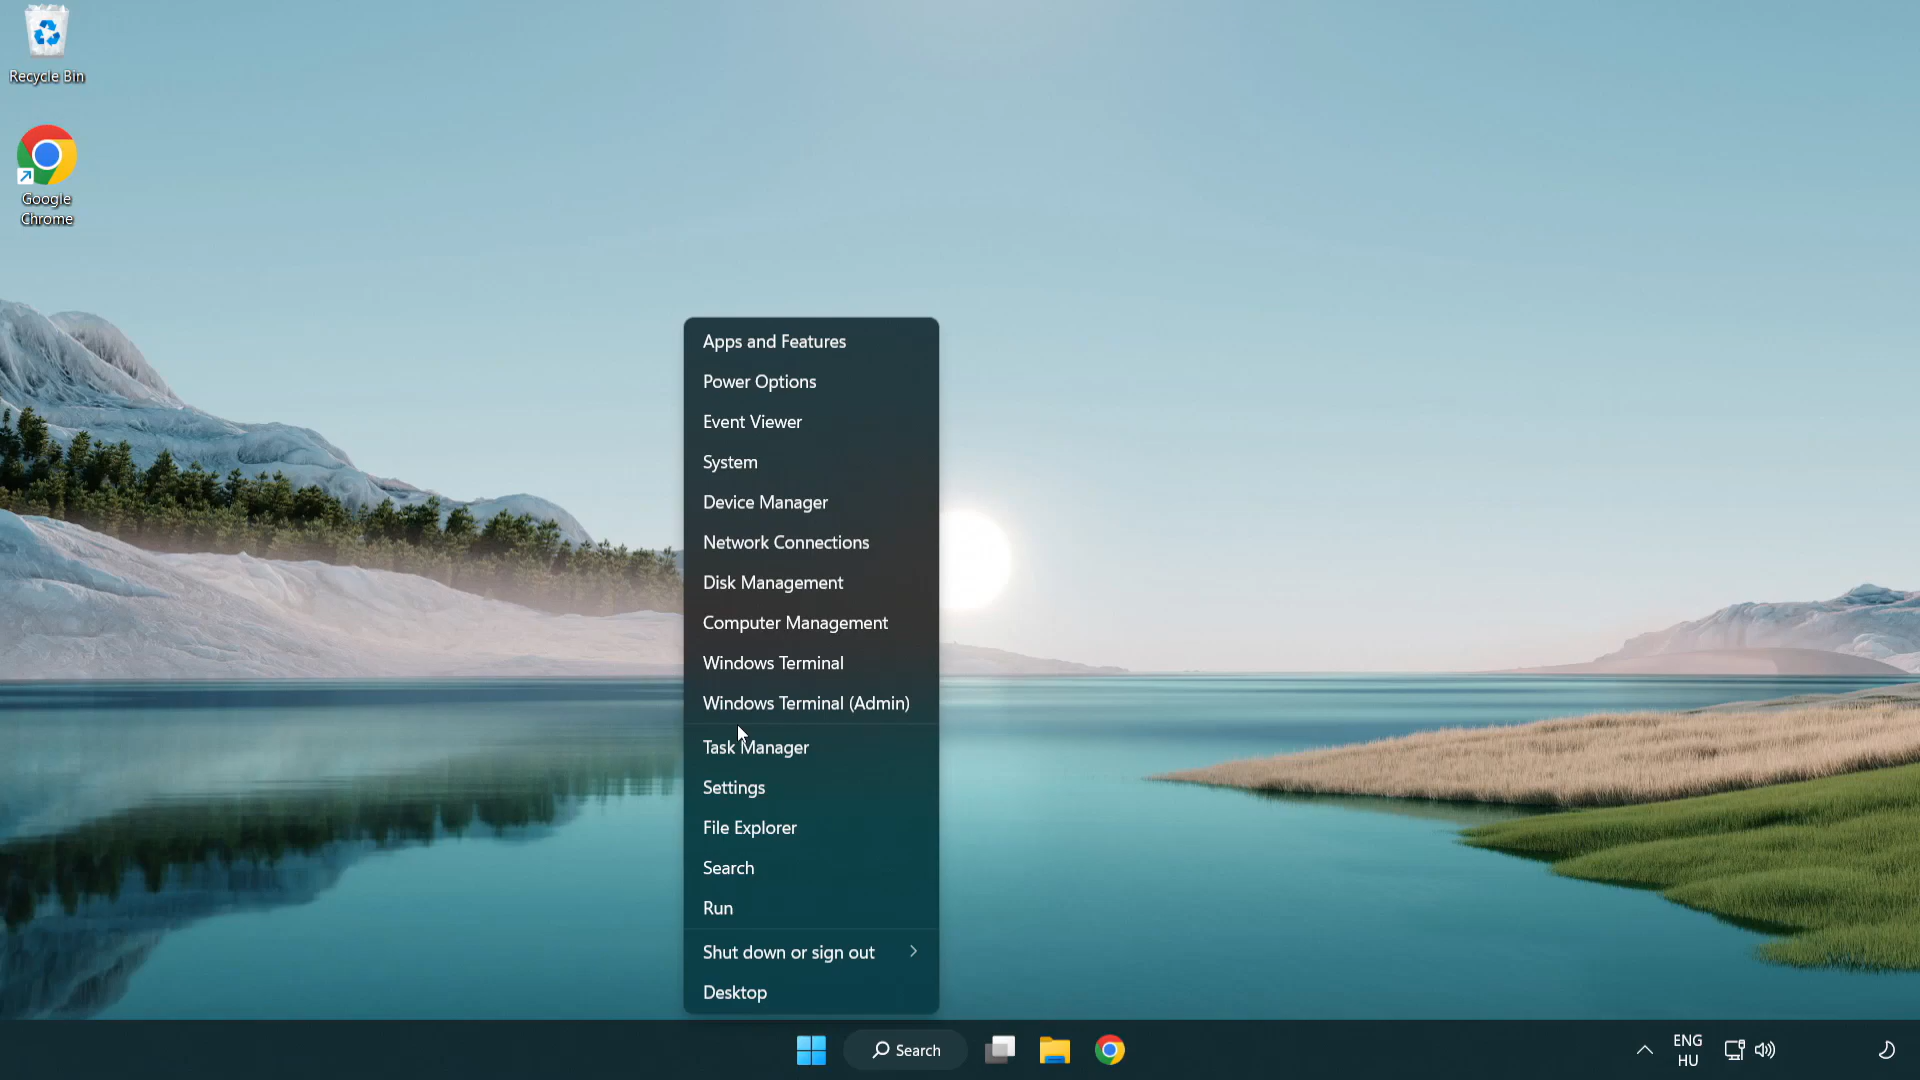 Recycle Bin
Google
Chrome
Apps and Features
Power Options
Event Viewer
System
Device Manager
Network Connections
Disk Management
Computer Management
Windows Terminal
Windows Terminal (Admin)
Task Manager
Settings
File Explorer
Search
Run
Shut down or sign out
Desktop
Search
ENG
HU